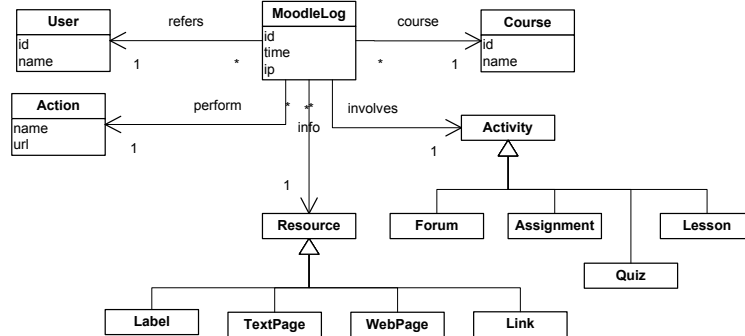 User
id
name
refers
1
*
MoodleLog
id
time
ip
course
*
1
Course
id
name
Action
name
url
perform
1
*
**
info
1
involves
1
Activity
Resource
Forum
Assignment
Lesson
Quiz
Label
TextPage
WebPage
Link